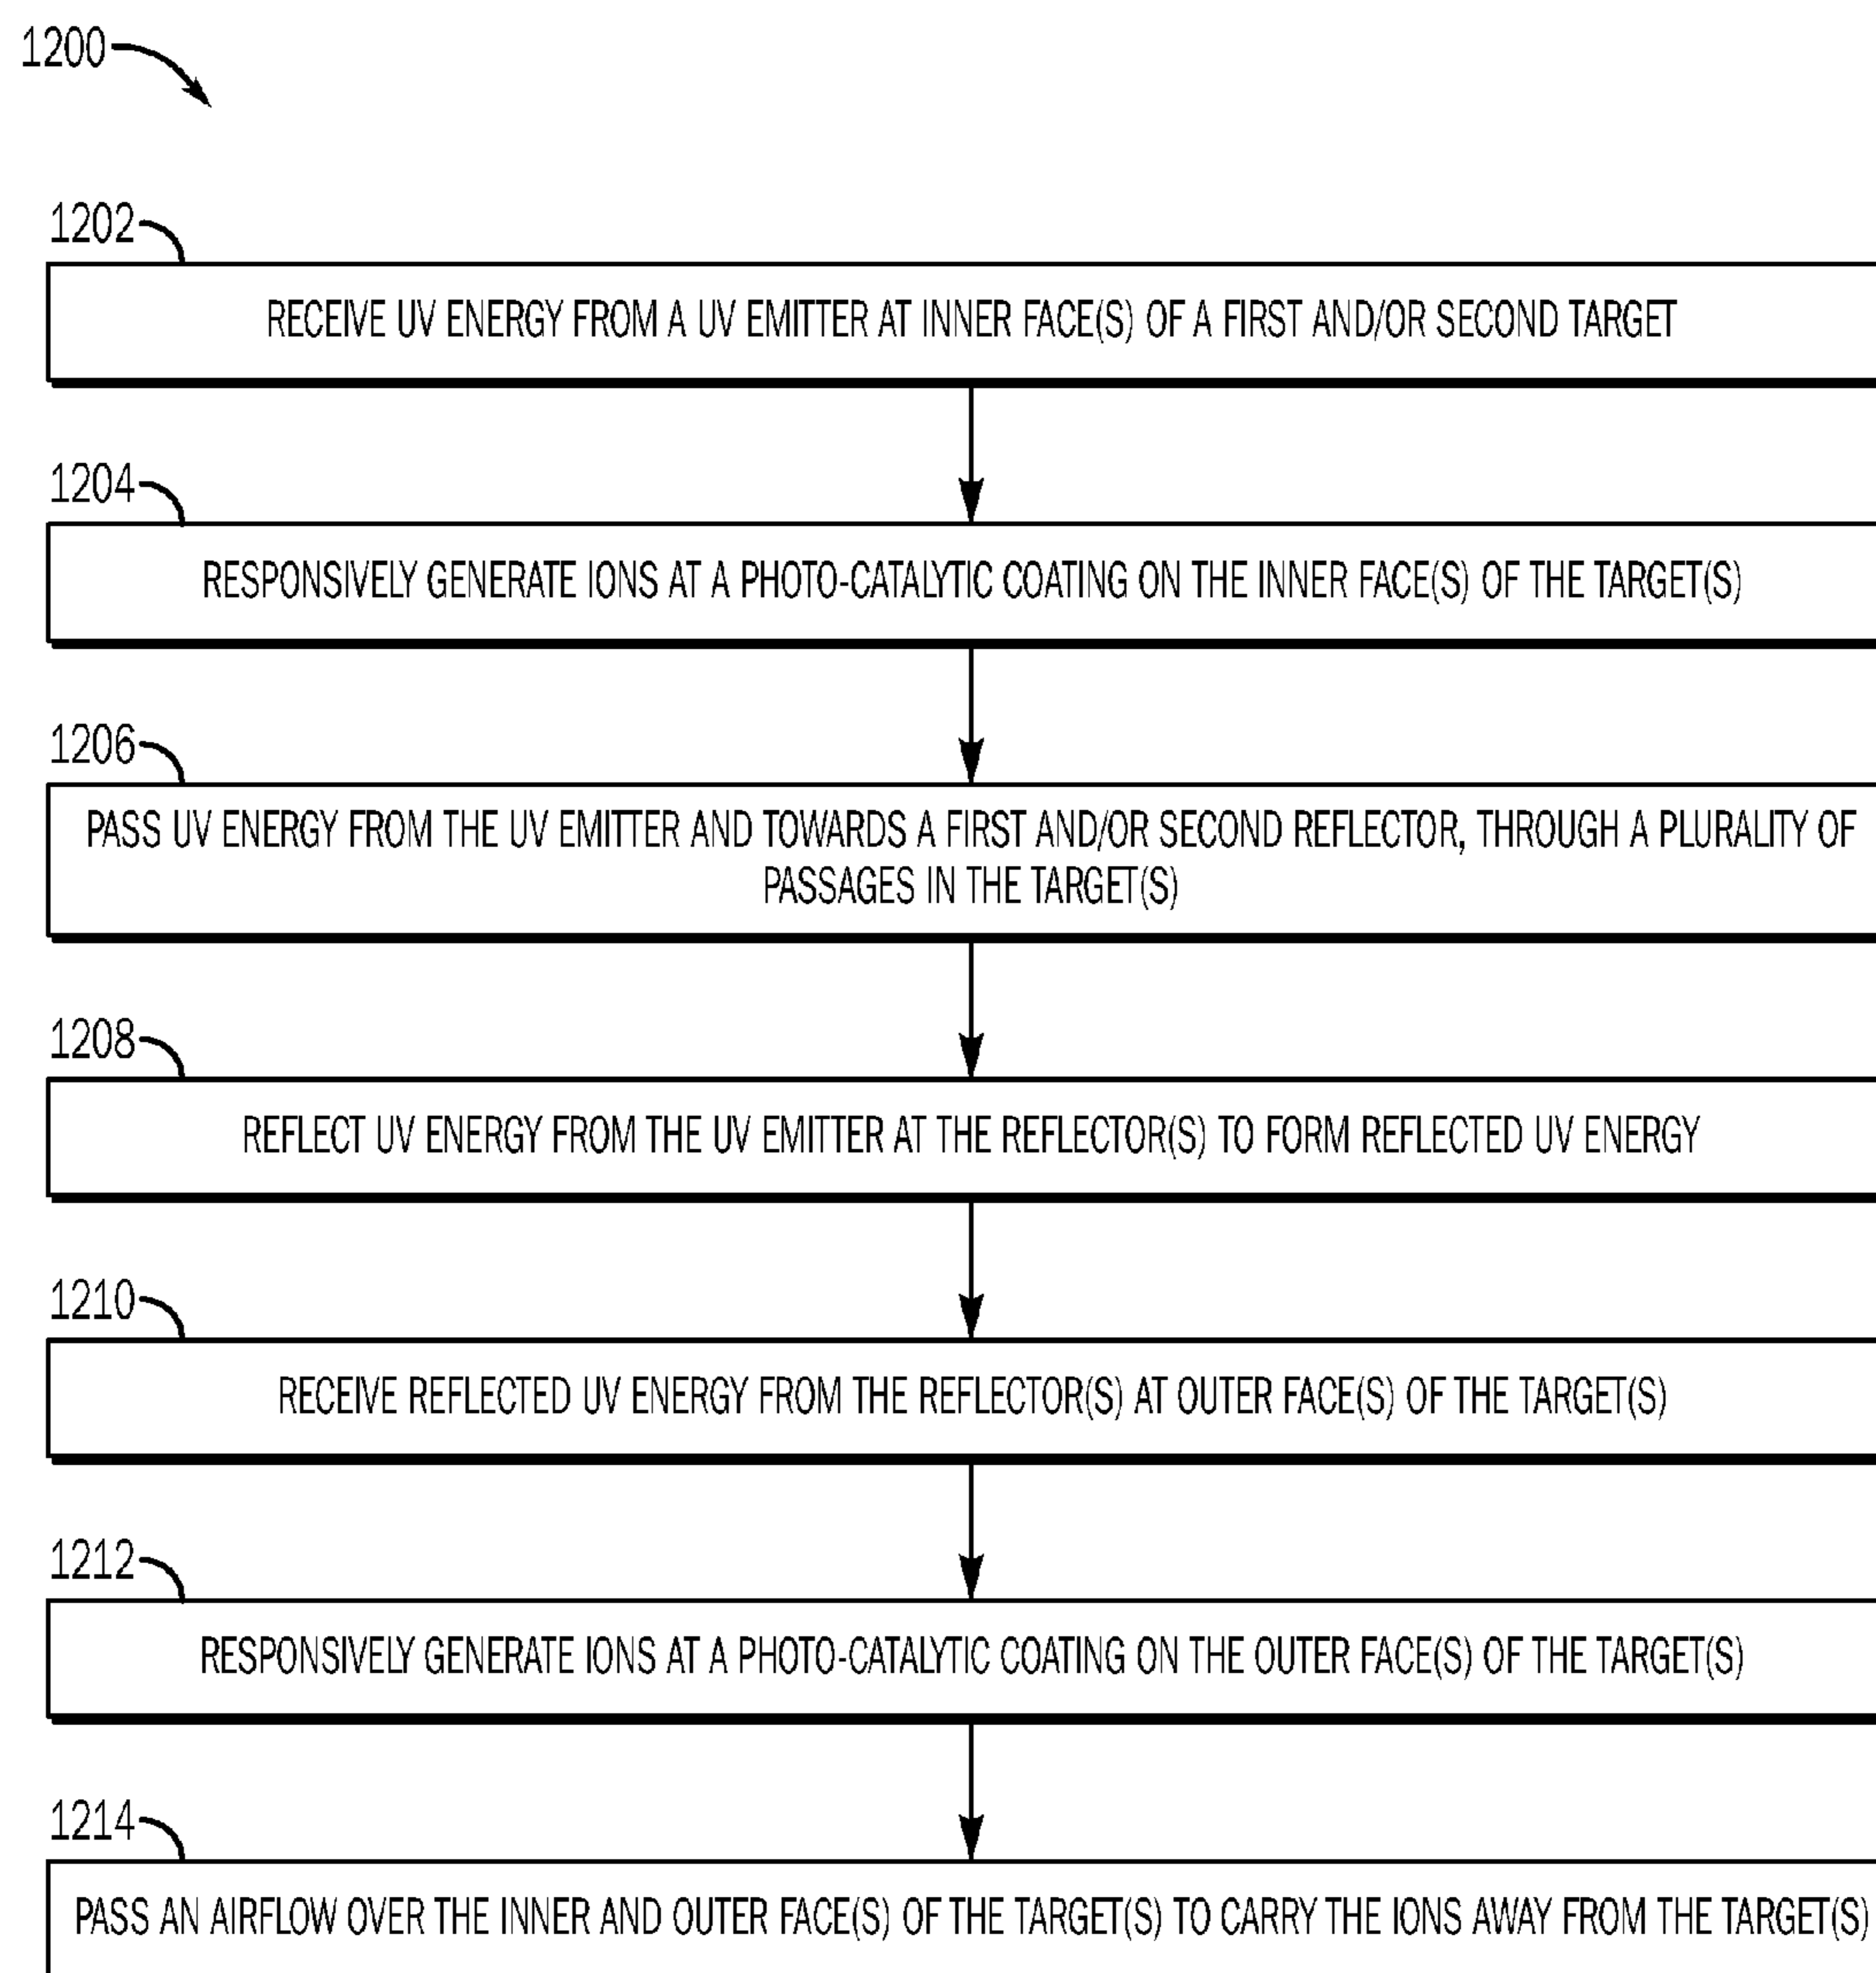 1200
1202
RECEIVE UV ENERGY FROM A UV EMITTER AT INNER FACE(S) OF A FIRST AND/OR SECOND TARGET
1204
RESPONSIVELY GENERATE IONS AT A PHOTO-CATALYTIC COATING ON THE INNER FACE(S) OF THE TARGET(S)
1206
PASS UV ENERGY FROM THE UV EMITTER AND TOWARDS A FIRST AND/OR SECOND REFLECTOR, THROUGH A PLURALITY OF
PASSAGES IN THE TARGET(S)
1208
REFLECT UV ENERGY FROM THE UV EMITTER AT THE REFLECTOR(S) TO FORM REFLECTED UV ENERGY
1210
RECEIVE REFLECTED UV ENERGY FROM THE REFLECTOR(S) AT OUTER FACE(S) OF THE TARGET(S)
1212
RESPONSIVELY GENERATE IONS AT A PHOTO-CATALYTIC COATING ON THE OUTER FACE(S) OF THE TARGET(S)
1214
PASS AN AIRFLOW OVER THE INNER AND OUTER FACE(S) OF THE TARGET(S) TO CARRY THE IONS AWAY FROM THE TARGET(S)